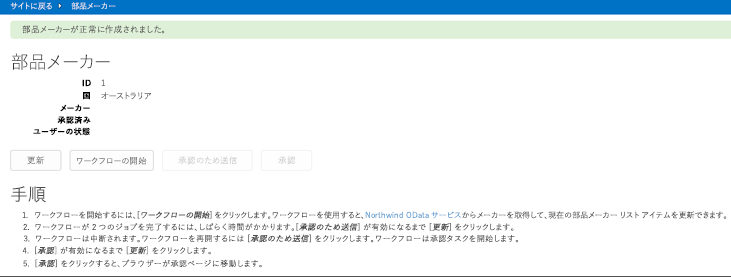 サイトに戻る 部品メーカー
部品メーカーが正常に作成されました。
部品メーカー
ID 1
国 オーストラリア
メーカー
承認済み
ユーザーの状態
更新 ワークフローの開始 承認のため送信 承認
手順
1. ワークフローを開始するには、[ワークフローの開始] をクリックします。ワークフローを使用すると、Northwind OData サービスからメーカーを取得して、現在の部品メーカー リスト アイテムを更新できます。
2. ワークフローが 2 つのジョブを完了するには、しばらく時間がかかります。[承認のため送信] が有効になるまで [更新] をクリックします。
3. ワークフローは中断されます。ワークフローを再開するには [承認のため送信] をクリックします。ワークフローは承認タスクを開始します。
4. [承認] が有効になるまで [更新] をクリックします。
5. [承認] をクリックすると、ブラウザーが承認ページに移動します。